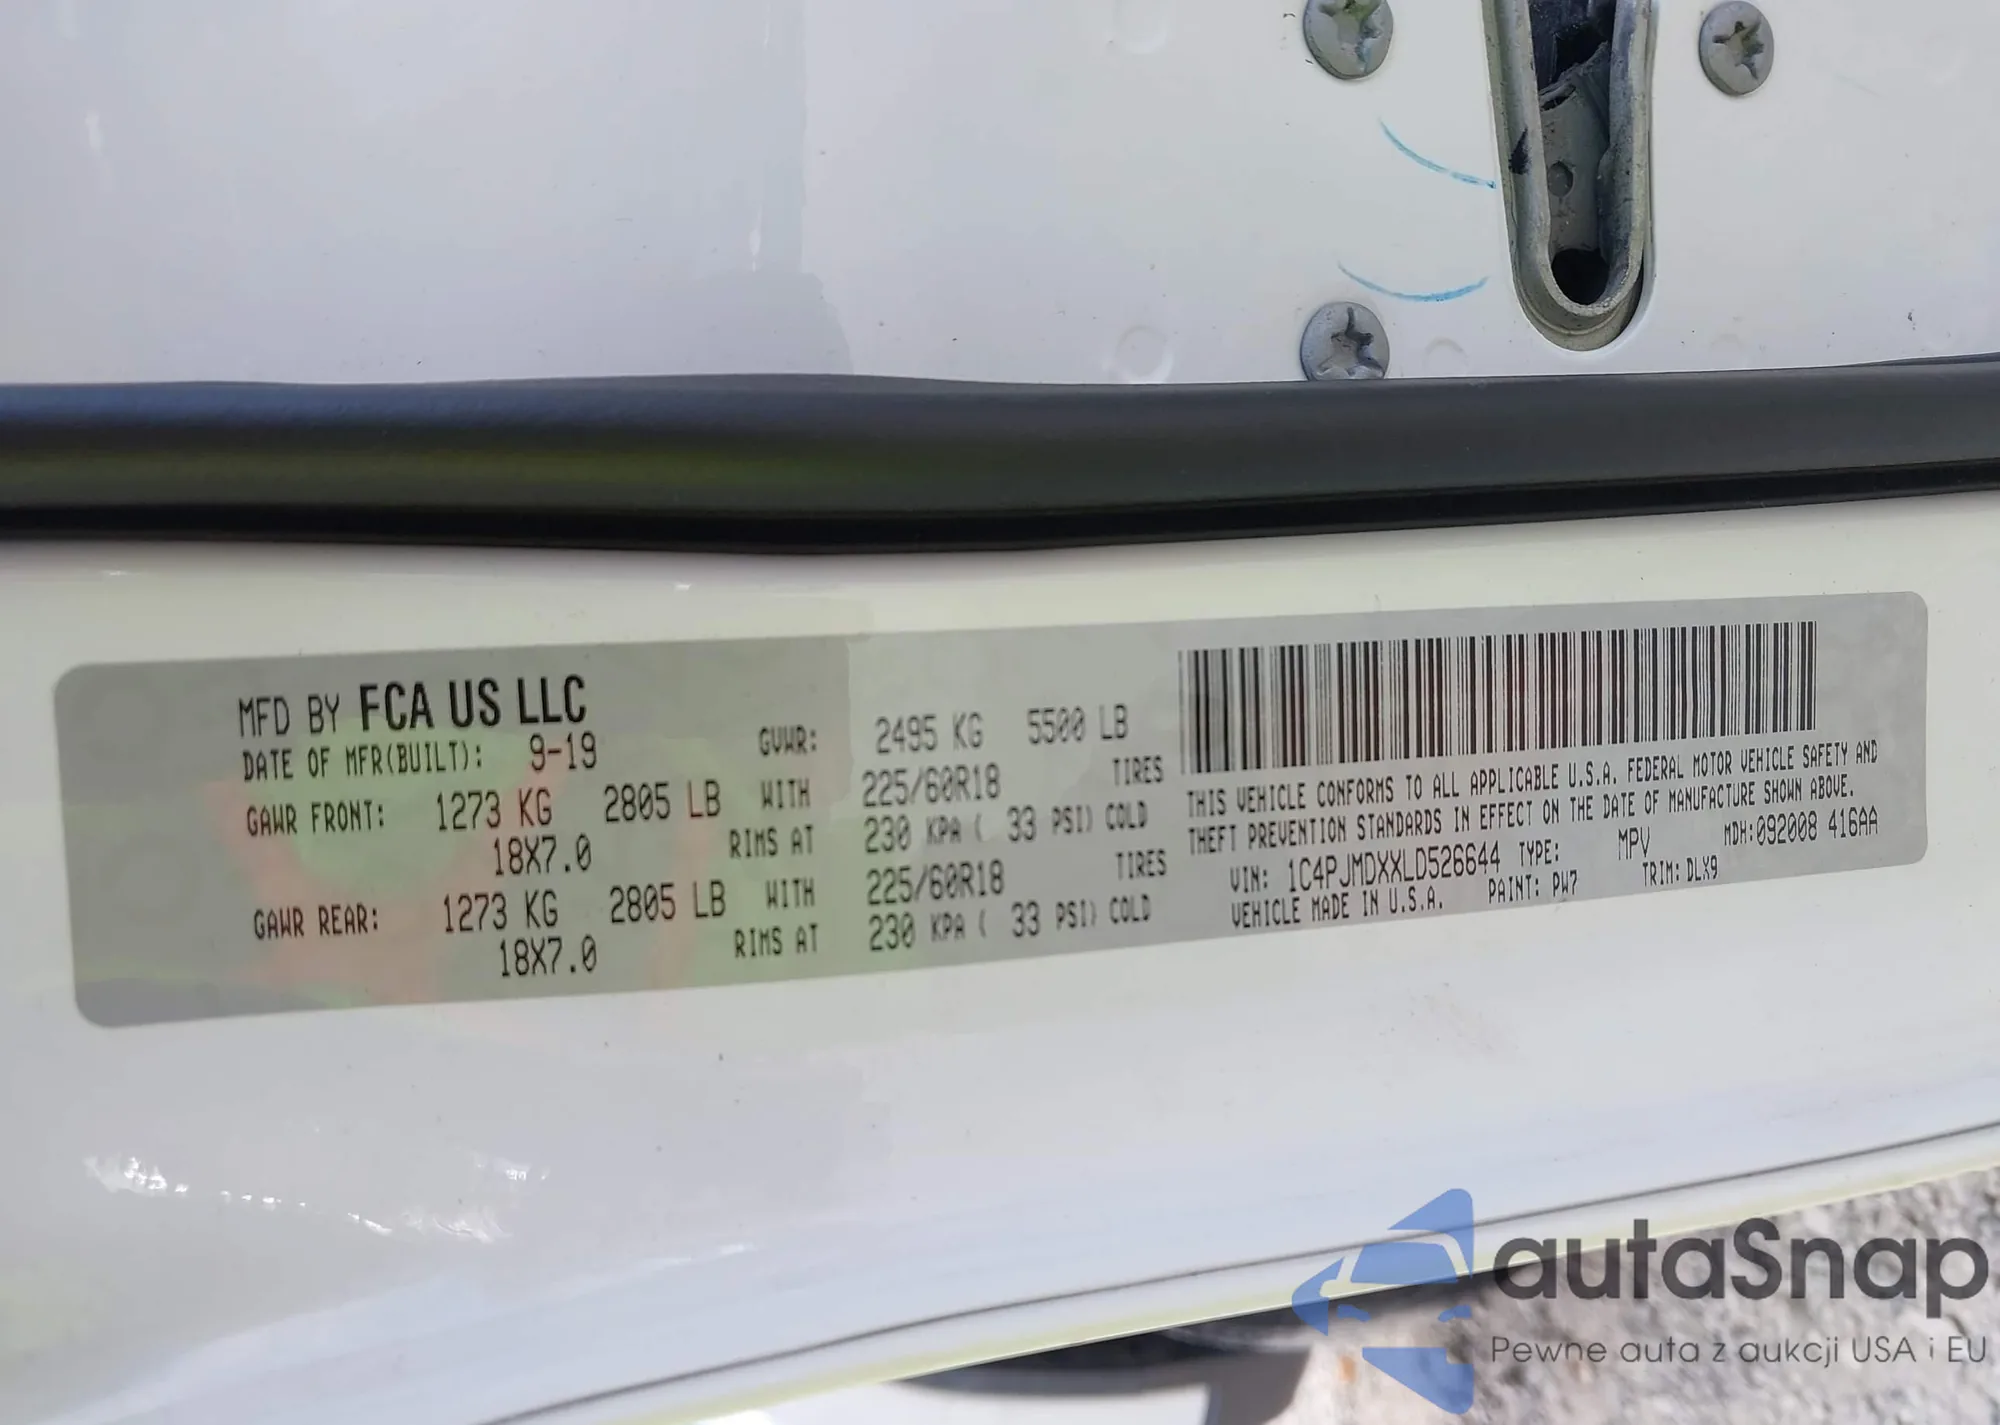 MFD BY FCA US LLC
DATE OF MFR(BUILT): 9-19 GVWR: 2495 KG 5500 LB
GAWR FRONT: 1273 KG 2805 LB WITH 225/60R18 TIRES
18X7.0 RIMS AT 230 KPA ( 33 PSI) COLD
GAWR REAR: 1273 KG 2805 LB WITH 225/60R18 TIRES
18X7.0 RIMS AT 230 KPA ( 33 PSI) COLD
THIS VEHICLE CONFORMS TO ALL APPLICABLE U.S.A. FEDERAL MOTOR VEHICLE SAFETY AND
THEFT PREVENTION STANDARDS IN EFFECT ON THE DATE OF MANUFACTURE SHOWN ABOVE.
VIN: 1C4PJMDXXLD526644 TYPE: MPV MDH:092008 416AA
VEHICLE MADE IN U.S.A. PAINT: PW7 TRIM: DLX9
autaSnap
Pewne auta z aukcji USA i EU